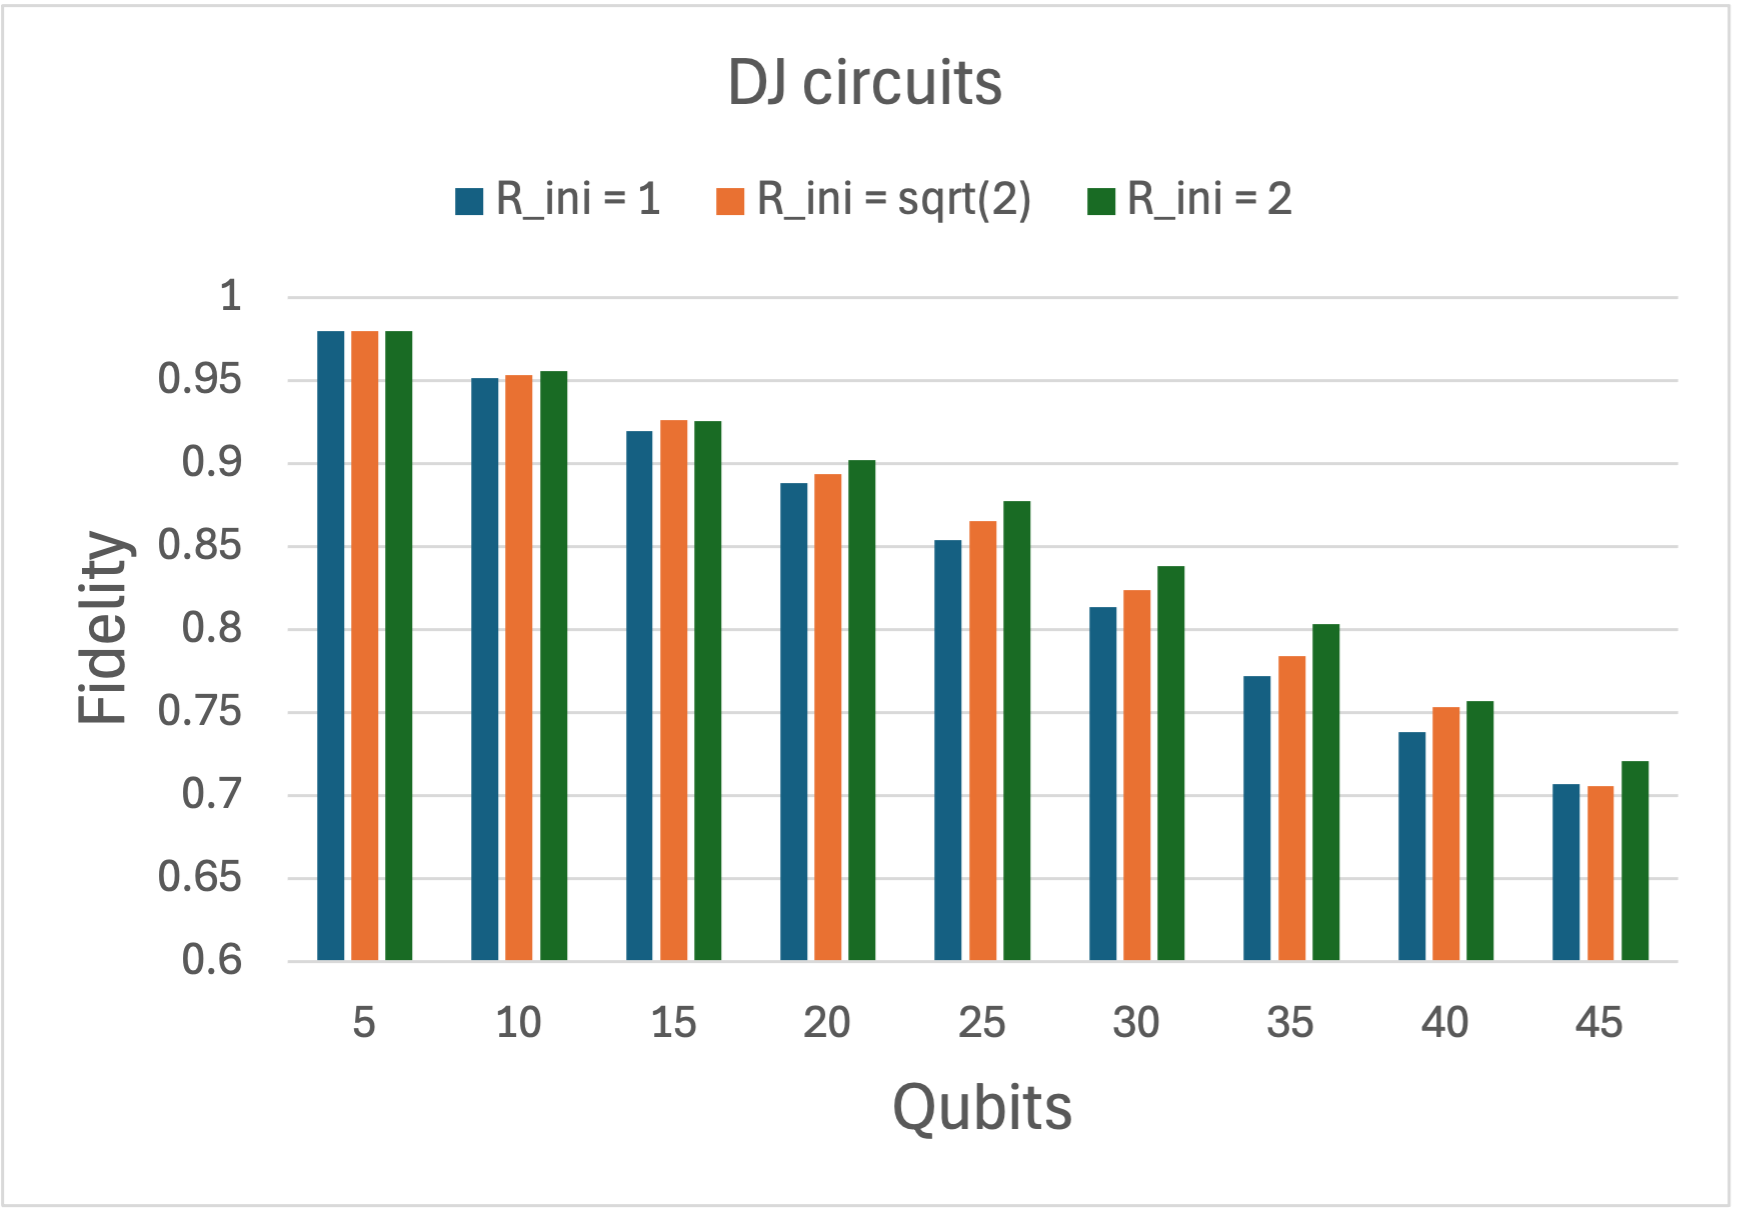 DJ circuits
R_ini = 1 R_ini = sqrt(2) R_ini = 2
1
0.95
0.9
0.85
0.8
0.75
0.7
0.65
0.6
Fidelity
5 10 15 20 25 30 35 40 45
Qubits